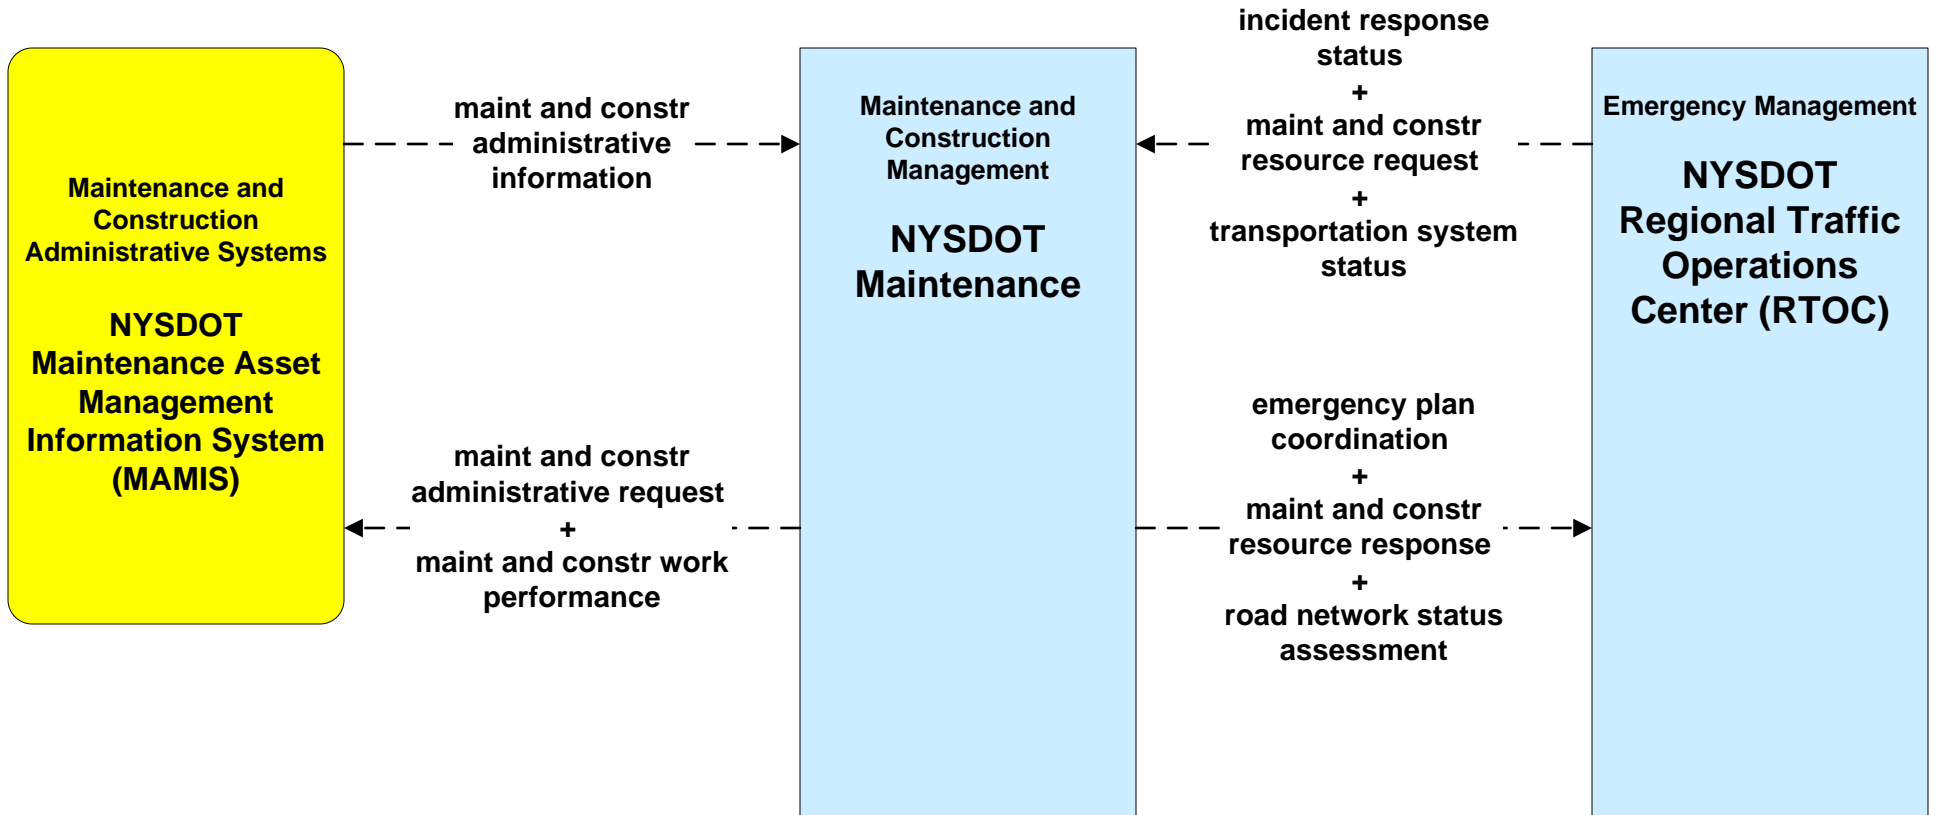 Maintenance and
Construction
Administrative Systems
NYSDOT
Maintenance Asset
Management
Information System
(MAMIS)
maint and constr
administrative
information
maint and constr
administrative request
+
maint and constr work
performance
Maintenance and
Construction
Management
NYSDOT
Maintenance
incident response
status
+
maint and constr
resource request
+
transportation system
status
emergency plan
coordination
+
maint and constr
resource response
+
road network status
assessment
Emergency Management
NYSDOT
Regional Traffic
Operations
Center (RTOC)